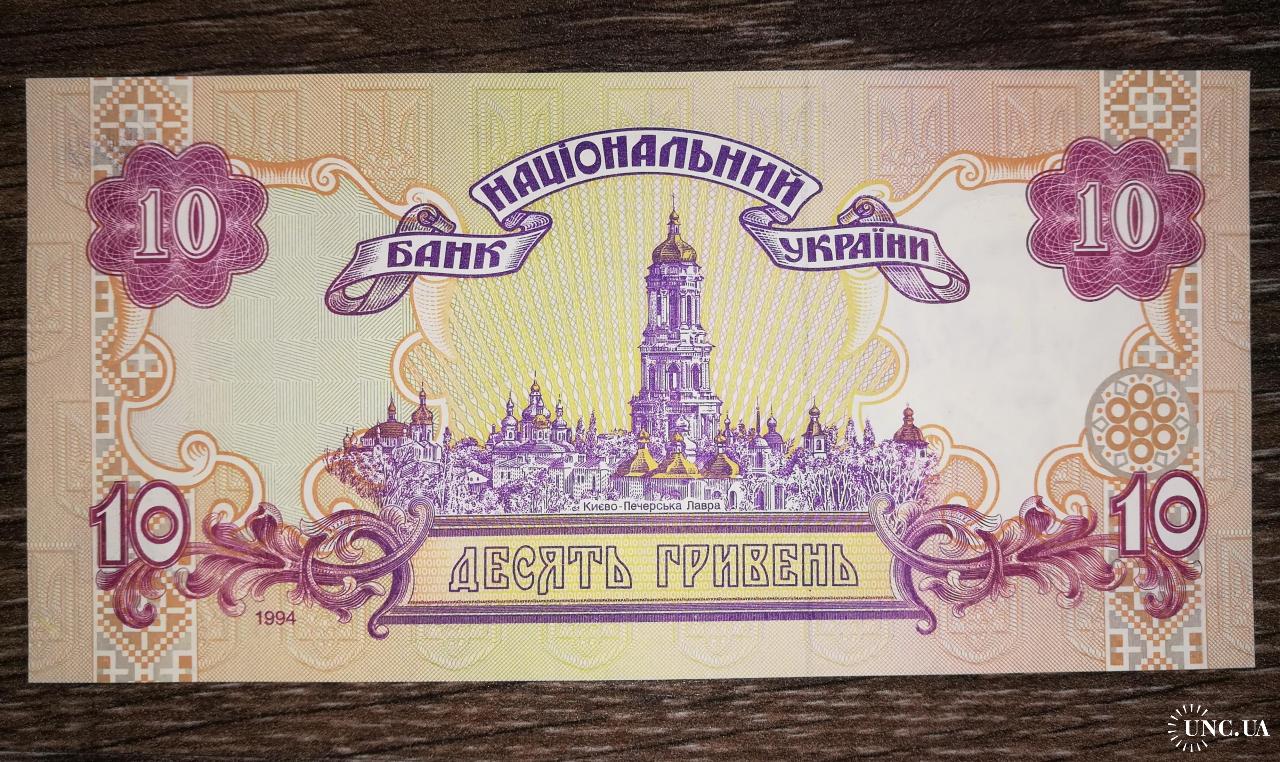 НАЦІОНАЛЬНИЙ
БАНК УКРАЇНИ
10 10
Києво-Печерська Лавра
10 10
ДЕСЯТЬ ГРИВЕНЬ
1994
UNC.UA